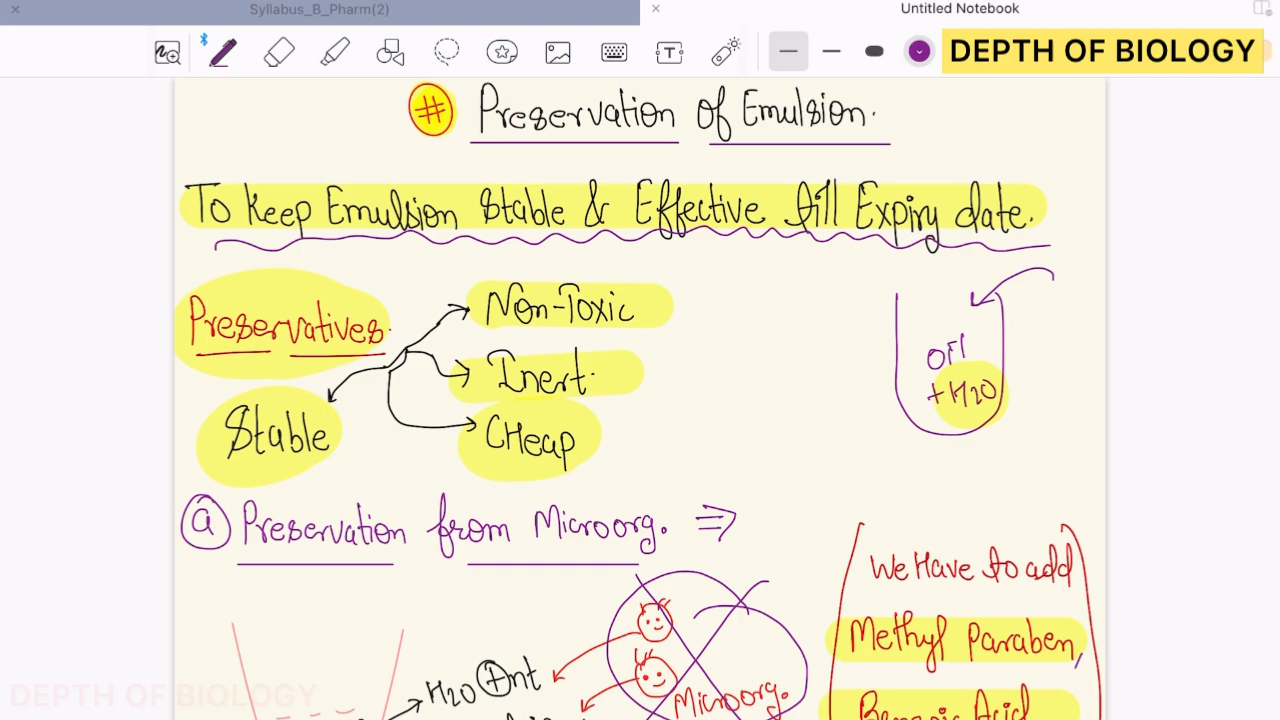 Syllabus_B_Pharm(2)
Untitled Notebook
DEPTH OF BIOLOGY
# Preservation of Emulsion.
To Keep Emulsion Stable & Effective till Expiry date.
Preservatives.
Non-Toxic
Inert.
CHeap
Stable
Oil
+H2O
a Preservation from Microorg. ⇒
We Have to add
Methyl Paraben,
Benzoic Acid
H2O
Microorg.
DEPTH OF BIOLOGY